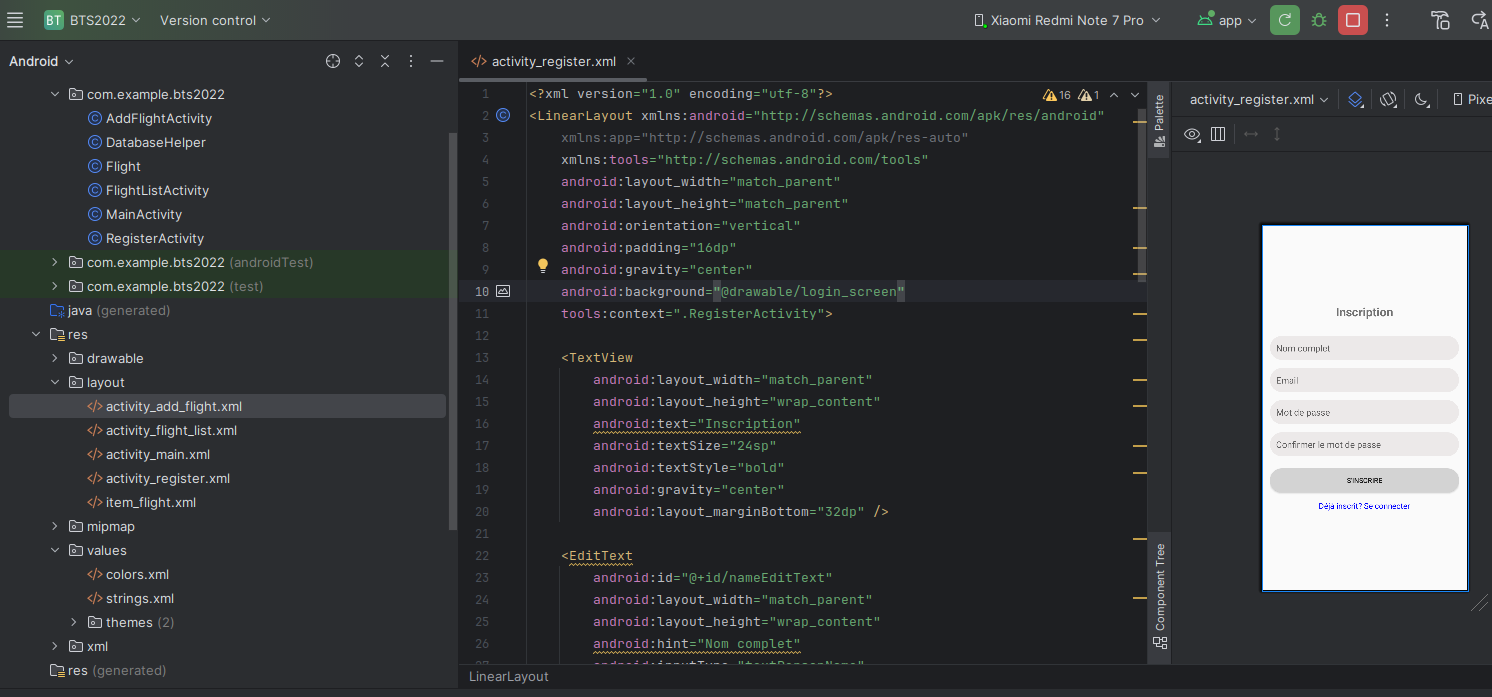 BT BTS2022 Version control Xiaomi Redmi Note 7 Pro app
Android
com.example.bts2022
AddFlightActivity
DatabaseHelper
Flight
FlightListActivity
MainActivity
RegisterActivity
com.example.bts2022 (androidTest)
com.example.bts2022 (test)
java (generated)
res
drawable
layout
activity_add_flight.xml
activity_flight_list.xml
activity_main.xml
activity_register.xml
item_flight.xml
mipmap
values
colors.xml
strings.xml
themes (2)
xml
res (generated)
activity_register.xml
16 1
1 <?xml version="1.0" encoding="utf-8"?>
2 <LinearLayout xmlns:android="http://schemas.android.com/apk/res/android"
3 xmlns:app="http://schemas.android.com/apk/res-auto"
4 xmlns:tools="http://schemas.android.com/tools"
5 android:layout_width="match_parent"
6 android:layout_height="match_parent"
7 android:orientation="vertical"
8 android:padding="16dp"
9 android:gravity="center"
10 android:background="@drawable/login_screen"
11 tools:context=".RegisterActivity">
12
13 <TextView
14 android:layout_width="match_parent"
15 android:layout_height="wrap_content"
16 android:text="Inscription"
17 android:textSize="24sp"
18 android:textStyle="bold"
19 android:gravity="center"
20 android:layout_marginBottom="32dp" />
21
22 <EditText
23 android:id="@+id/nameEditText"
24 android:layout_width="match_parent"
25 android:layout_height="wrap_content"
26 android:hint="Nom complet"
27 android:inputType="textPersonName"
LinearLayout
Palette
Component Tree
activity_register.xml Pixe
Inscription
Nom complet
Email
Mot de passe
Confirmer le mot de passe
S'INSCRIRE
Déjà inscrit? Se connecter